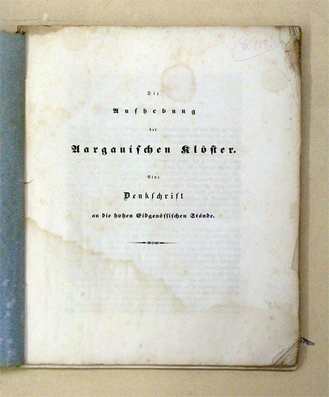 Die
Aufhebung
der
Aargauischen Klöster.
Eine
Denkschrift
an die hohen Eidgenössischen Stände.